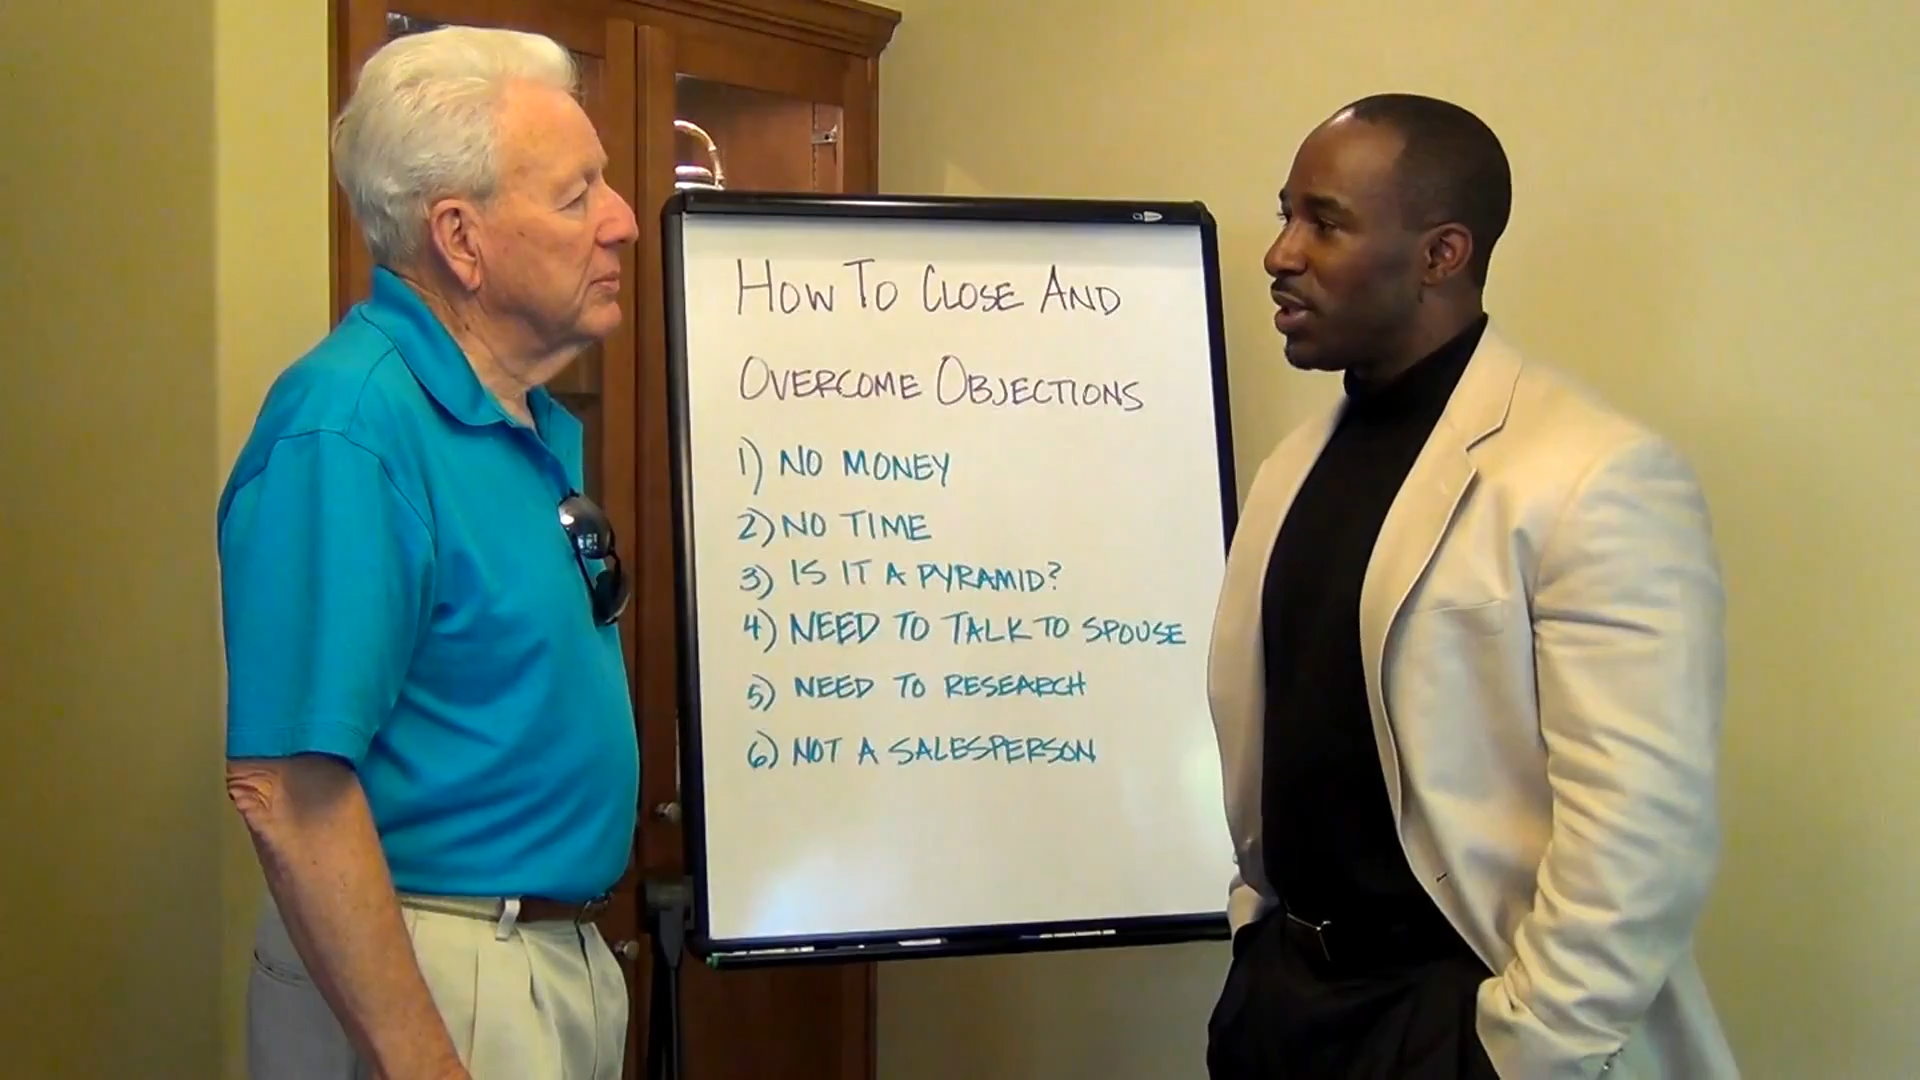 HOW TO CLOSE AND
OVERCOME OBJECTIONS
1) NO MONEY
2) NO TIME
3) IS IT A PYRAMID?
4) NEED TO TALK TO SPOUSE
5) NEED TO RESEARCH
6) NOT A SALESPERSON